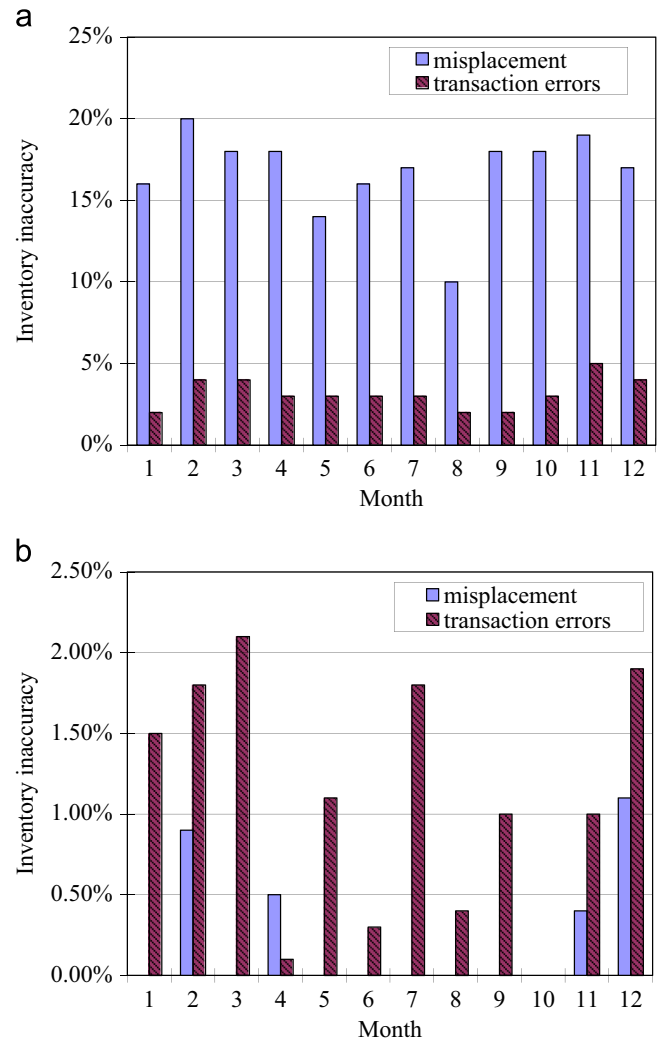 a
25%
20%
15%
10%
5%
0%
Inventory inaccuracy
misplacement
transaction errors
1 2 3 4 5 6 7 8 9 10 11 12
Month
b
2.50%
2.00%
1.50%
1.00%
0.50%
0.00%
Inventory inaccuracy
misplacement
transaction errors
1 2 3 4 5 6 7 8 9 10 11 12
Month